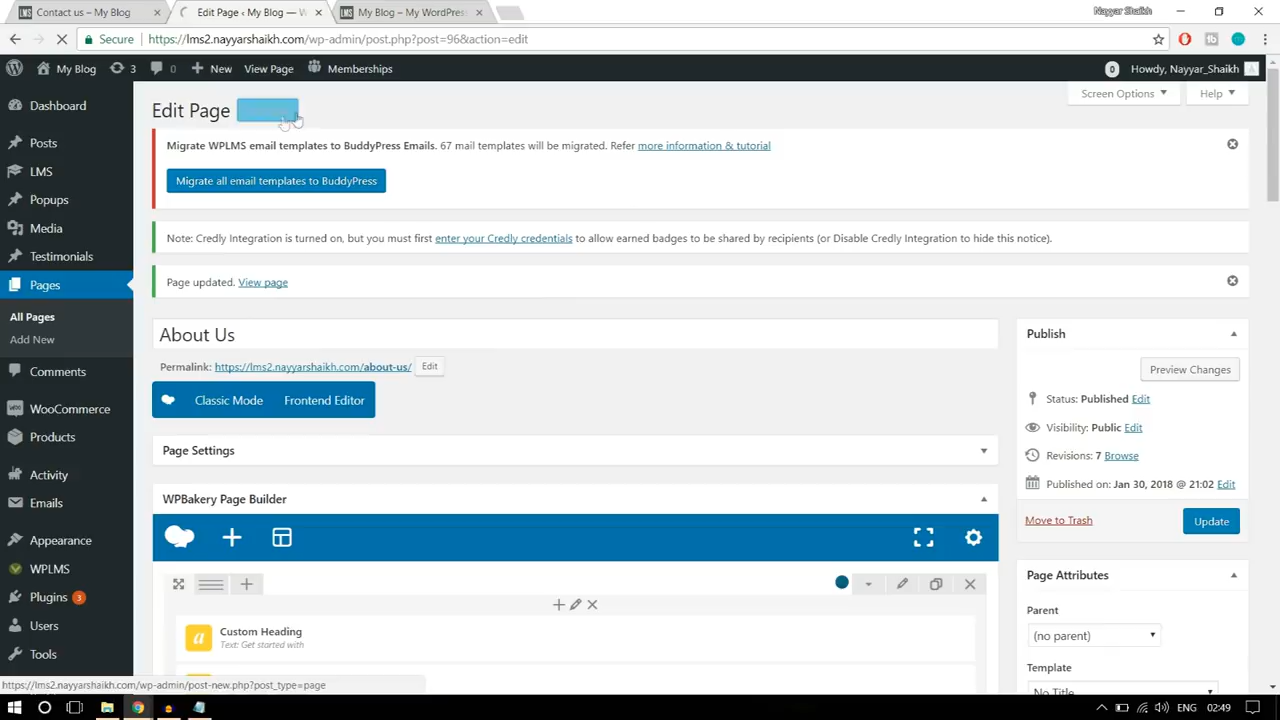 Contact us – My Blog
Edit Page ‹ My Blog — W
My Blog – My WordPress
Nayyar Shaikh
Secure
https://lms2.nayyarshaikh.com/wp-admin/post.php?post=96&action=edit
My Blog
3
0
New
View Page
Memberships
0
Howdy, Nayyar_Shaikh
Dashboard
Posts
LMS
Popups
Media
Testimonials
Pages
All Pages
Add New
Comments
WooCommerce
Products
Activity
Emails
Appearance
WPLMS
Plugins 3
Users
Tools
Screen Options
Help
Edit Page
Migrate WPLMS email templates to BuddyPress Emails. 67 mail templates will be migrated. Refer more information & tutorial
Migrate all email templates to BuddyPress
Note: Credly Integration is turned on, but you must first enter your Credly credentials to allow earned badges to be shared by recipients (or Disable Credly Integration to hide this notice).
Page updated. View page
About Us
Permalink: https://lms2.nayyarshaikh.com/about-us/ Edit
Classic Mode
Frontend Editor
Page Settings
WPBakery Page Builder
Custom Heading
Text: Get started with
Publish
Preview Changes
Status: Published Edit
Visibility: Public Edit
Revisions: 7 Browse
Published on: Jan 30, 2018 @ 21:02 Edit
Move to Trash
Update
Page Attributes
Parent
(no parent)
Template
No Title
https://lms2.nayyarshaikh.com/wp-admin/post-new.php?post_type=page
ENG
02:49